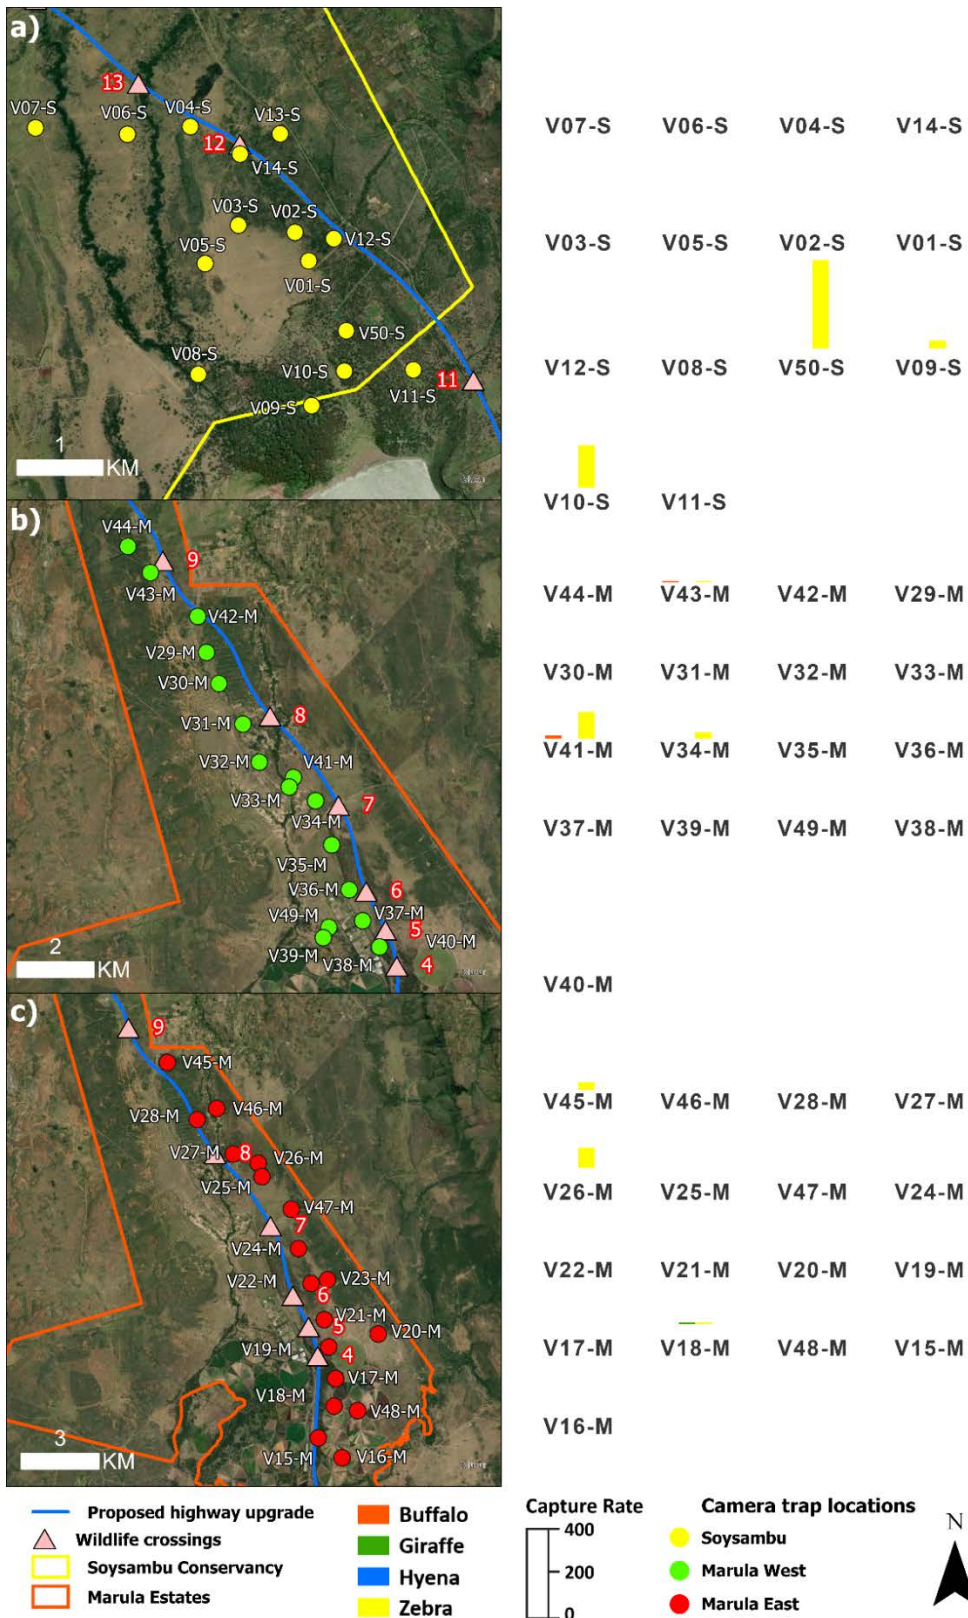 a)
13
V07-S
V06-S
V04-S
V13-S
12
V14-S
V03-S
V02-S
V12-S
V05-S
V01-S
V50-S
V08-S
V10-S
V11-S
11
V09-S
1
KM
b)
V44-M
9
V43-M
V42-M
V29-M
V30-M
V31-M
8
V32-M
V41-M
V33-M
7
V34-M
V35-M
V36-M
6
V49-M
V37-M
5
V39-M
V38-M
V40-M
4
2
KM
c)
9
V45-M
V28-M
V46-M
V27-M
8
V26-M
V25-M
V47-M
7
V24-M
V22-M
V23-M
6
V21-M
5
V20-M
V19-M
4
V17-M
V18-M
V48-M
V15-M
V16-M
3
KM
V07-S V06-S V04-S V14-S
V03-S V05-S V02-S V01-S
V12-S V08-S V50-S V09-S
V10-S V11-S
V44-M V43-M V42-M V29-M
V30-M V31-M V32-M V33-M
V41-M V34-M V35-M V36-M
V37-M V39-M V49-M V38-M
V40-M
V45-M V46-M V28-M V27-M
V26-M V25-M V47-M V24-M
V22-M V21-M V20-M V19-M
V17-M V18-M V48-M V15-M
V16-M
Proposed highway upgrade
Wildlife crossings
Soysambu Conservancy
Marula Estates
Buffalo
Giraffe
Hyena
Zebra
Capture Rate
400
200
0
Camera trap locations
Soysambu
Marula West
Marula East
N